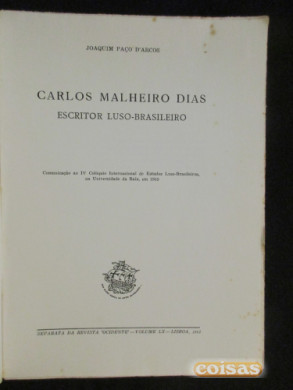 JOAQUIM PAÇO D'ARCOS
CARLOS MALHEIRO DIAS
ESCRITOR LUSO-BRASILEIRO
Comunicação ao IV Colóquio Internacional de Estudos Luso-Brasileiros,
na Universidade da Baía, em 1959
SEPARATA DA REVISTA «OCIDENTE» — VOLUME LX — LISBOA,
coisas